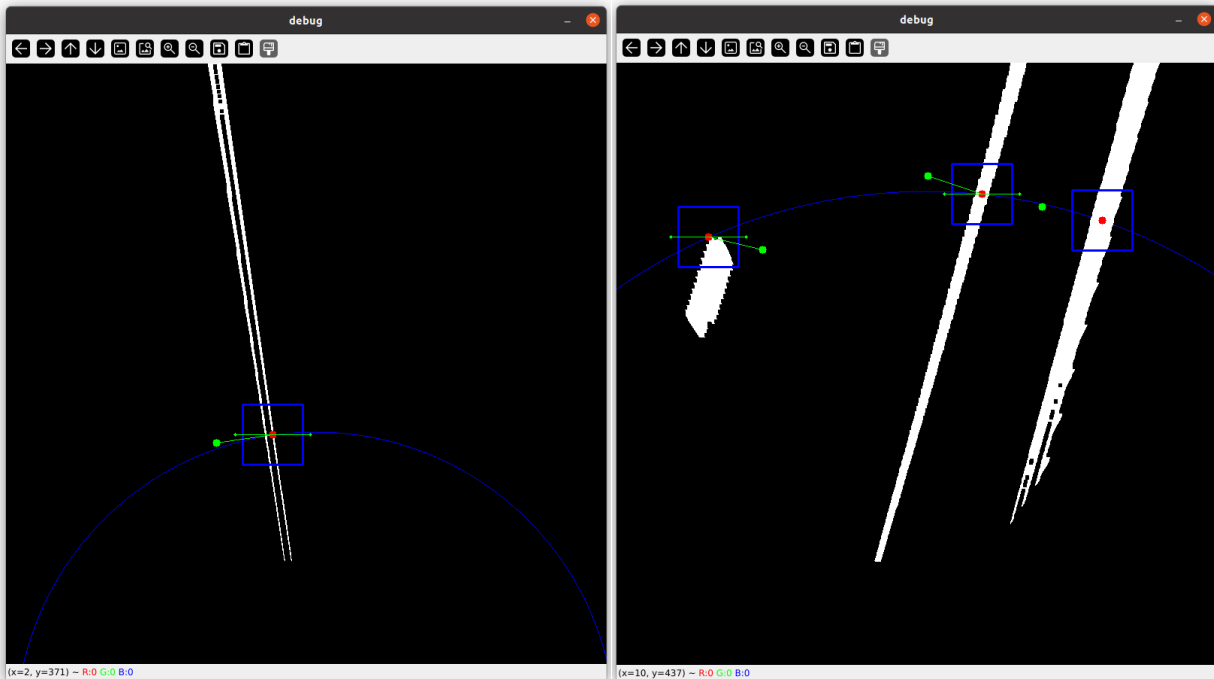 debug
debug
(x=2, y=371) ~ R:0 G:0 B:0
(x=10, y=437) ~ R:0 G:0 B:0